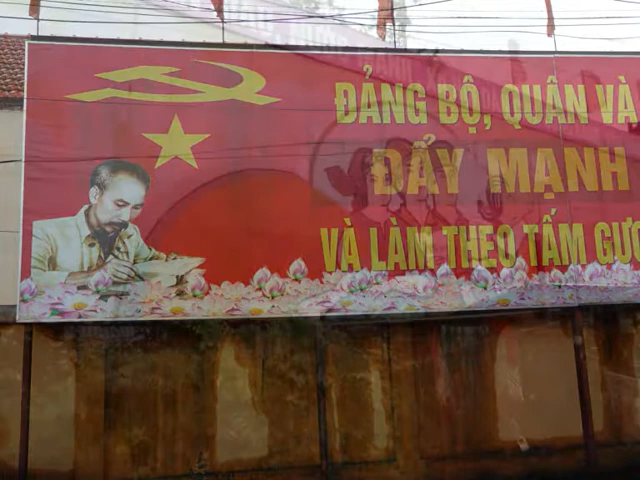 ĐẢNG BỘ, QUÂN VÀ
ĐẨY MẠNH
VÀ LÀM THEO TẤM GƯƠ